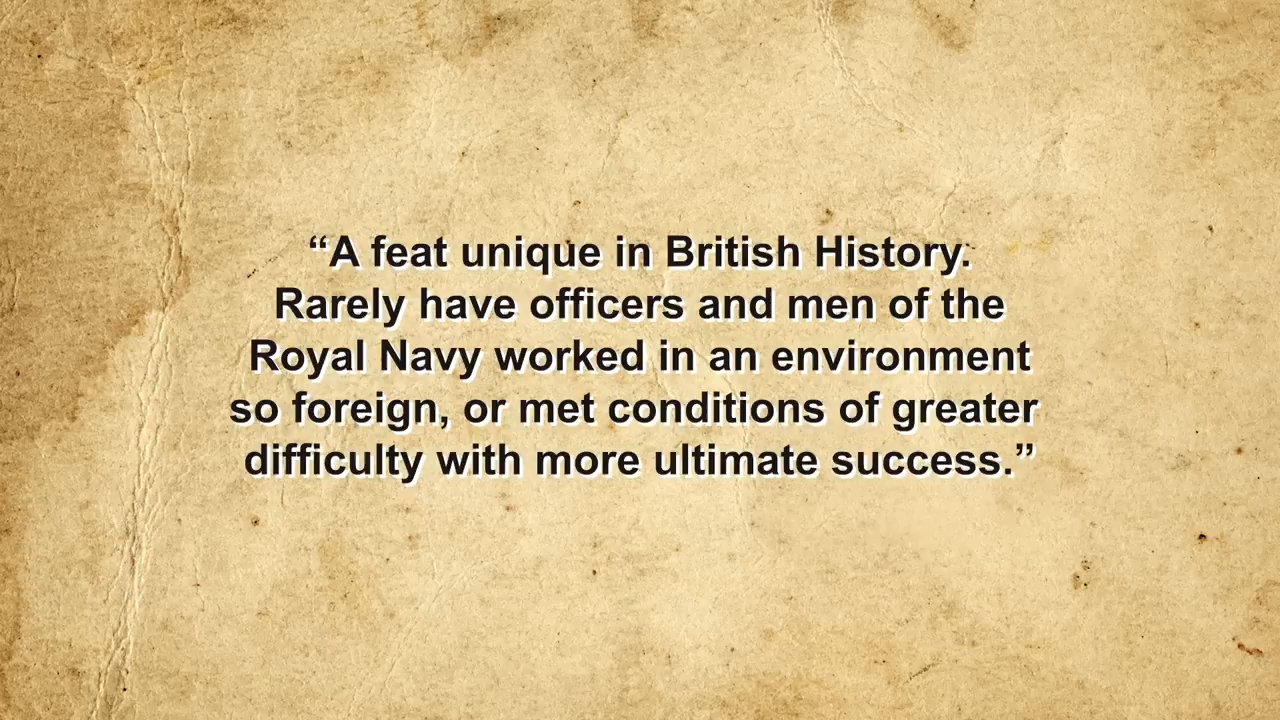 “A feat unique in British History.
Rarely have officers and men of the
Royal Navy worked in an environment
so foreign, or met conditions of greater
difficulty with more ultimate success.”